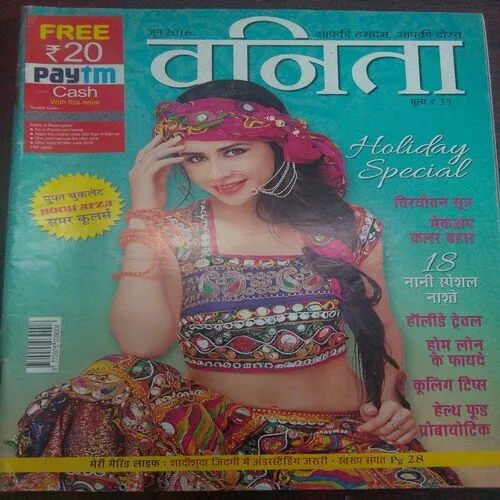 FREE
₹20
Paytm
Cash
With this issue
जून 2016
आपकी हमदम, आपकी दोस्त
वनिता
मूल्य ₹ 35
Holiday
Special
मुफ्त बुकलेट
ROOH AFZA
समर कूलर्स
चिरयौवन सूत्र
मेकअप
कलर बहार
18
नानी स्पेशल
नाश्ते
हॉलीडे ट्रेवल
होम लोन
के फायदे
कूलिंग टिप्स
हेल्थ फूड
प्रोबायोटिक
मेरी मैरिड लाइफ : शादीशुदा जिंदगी में अंडरस्टैंडिंग जरूरी - स्वरूप संपत Pg 28